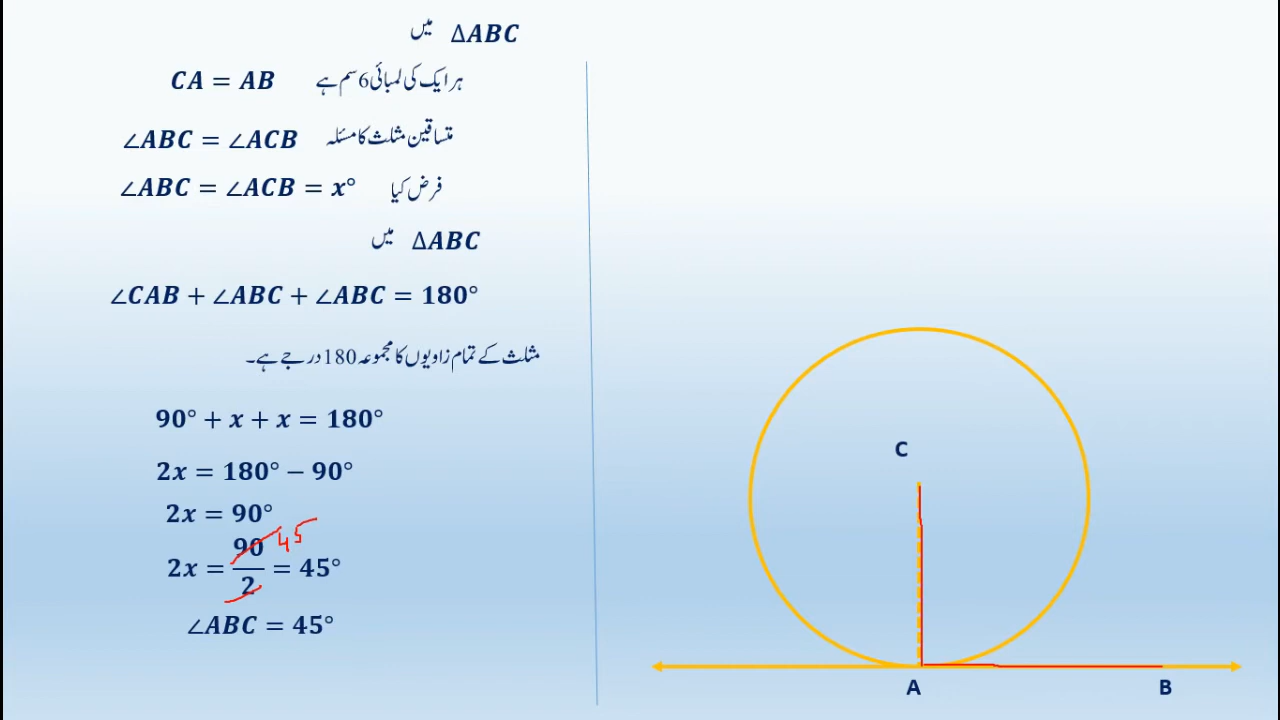 ΔABC میں
CA = AB ہر ایک کی لمبائی 6 سم ہے
∠ABC = ∠ACB متساقین مثلث کا مسئلہ
∠ABC = ∠ACB = x° فرض کیا
ΔABC میں
∠CAB + ∠ABC + ∠ABC = 180°
مثلث کے تمام زاویوں کا مجموعہ 180 درجے ہے۔
90° + x + x = 180°
2x = 180° − 90°
2x = 90°
45
2x = 90/2 = 45°
∠ABC = 45°
C
A B